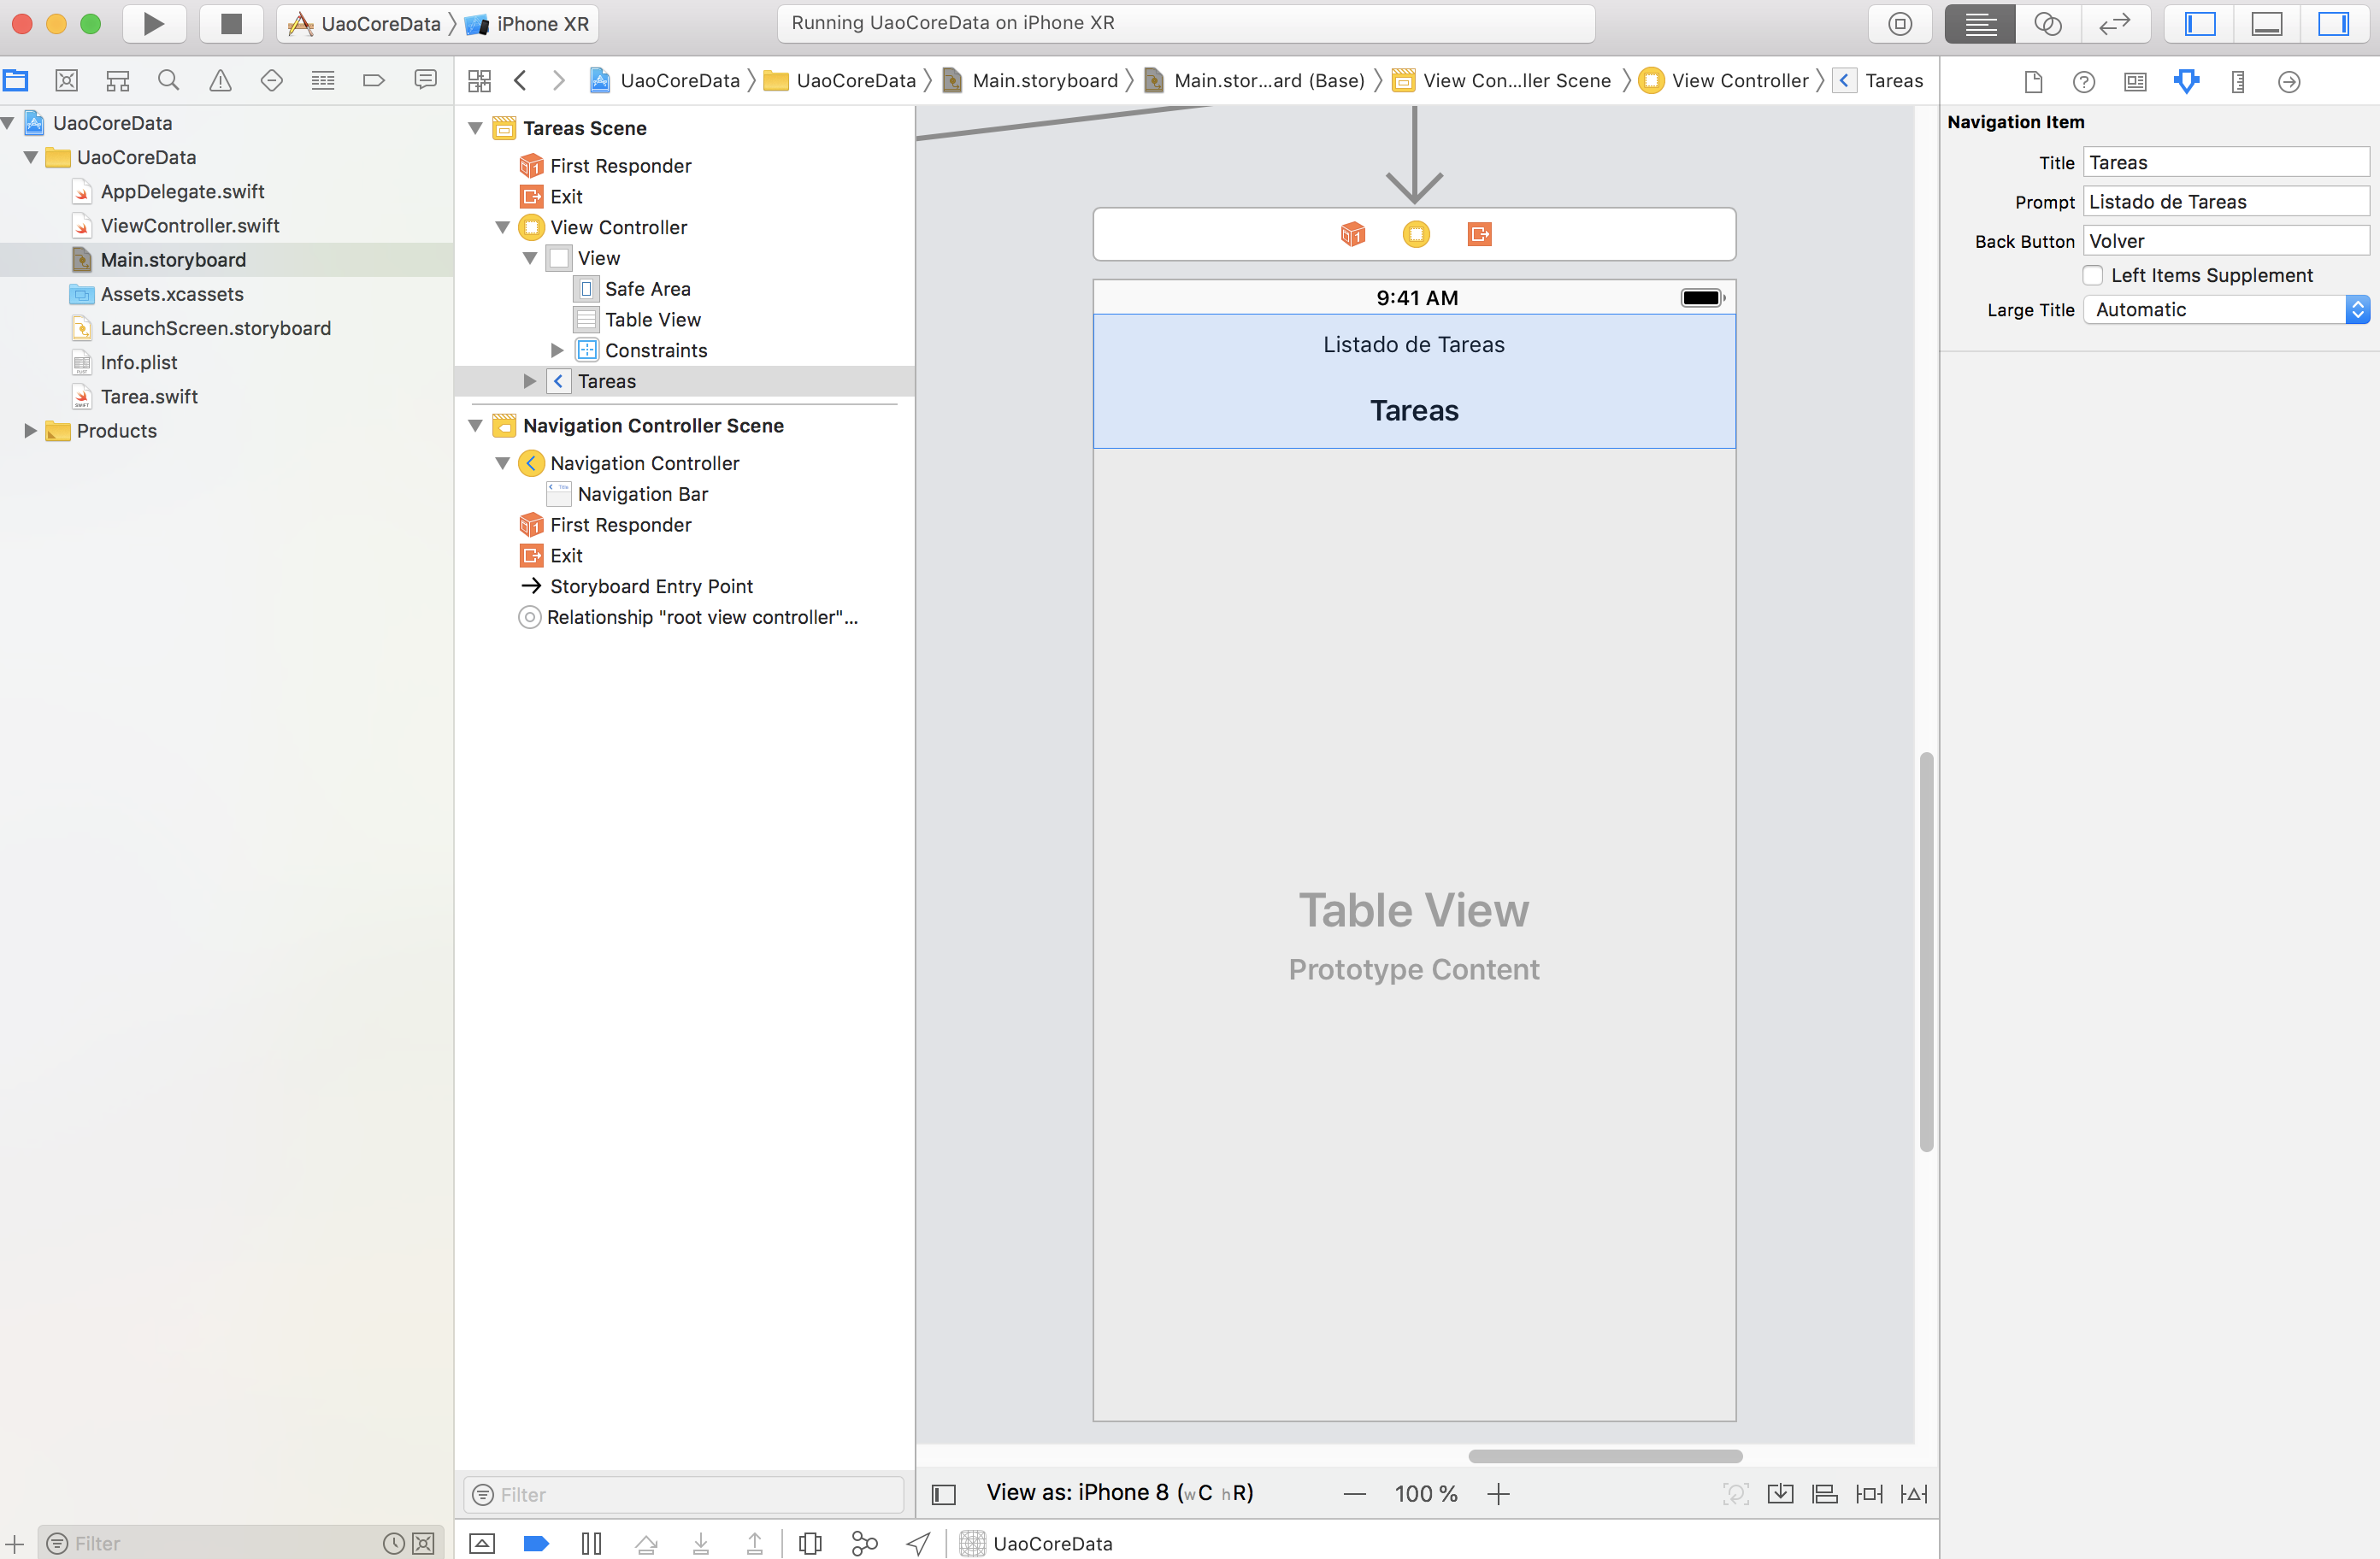 UaoCoreData iPhone XR
Running UaoCoreData on iPhone XR
UaoCoreData UaoCoreData Main.storyboard Main.stor...ard (Base) View Con...ller Scene View Controller Tareas
UaoCoreData
UaoCoreData
AppDelegate.swift
ViewController.swift
Main.storyboard
Assets.xcassets
LaunchScreen.storyboard
Info.plist
Tarea.swift
Products
Filter
Tareas Scene
First Responder
Exit
View Controller
View
Safe Area
Table View
Constraints
Tareas
Navigation Controller Scene
Navigation Controller
Navigation Bar
First Responder
Exit
Storyboard Entry Point
Relationship "root view controller"...
Filter
9:41 AM
Listado de Tareas
Tareas
Table View
Prototype Content
View as: iPhone 8 (wC hR)
100 %
UaoCoreData
Navigation Item
Title Tareas
Prompt Listado de Tareas
Back Button Volver
Left Items Supplement
Large Title Automatic